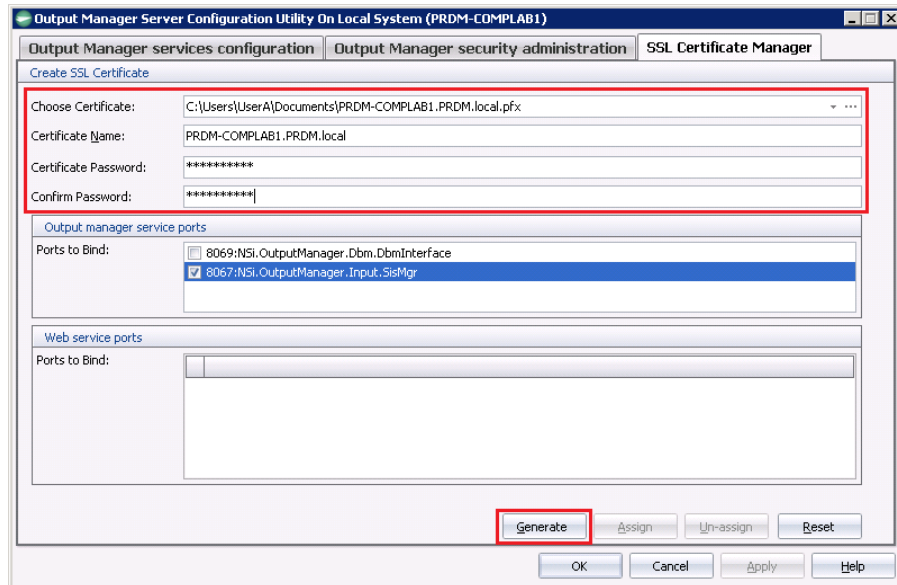 Output Manager Server Configuration Utility On Local System (PRDM-COMPLAB1)
Output Manager services configuration Output Manager security administration SSL Certificate Manager
Create SSL Certificate
Choose Certificate: C:\Users\UserA\Documents\PRDM-COMPLAB1.PRDM.local.pfx
Certificate Name: PRDM-COMPLAB1.PRDM.local
Certificate Password: **********
Confirm Password: **********
Output manager service ports
Ports to Bind: 8069:NSi.OutputManager.Dbm.DbmInterface
8067:NSi.OutputManager.Input.SisMgr
Web service ports
Ports to Bind:
Generate Assign Un-assign Reset
OK Cancel Apply Help